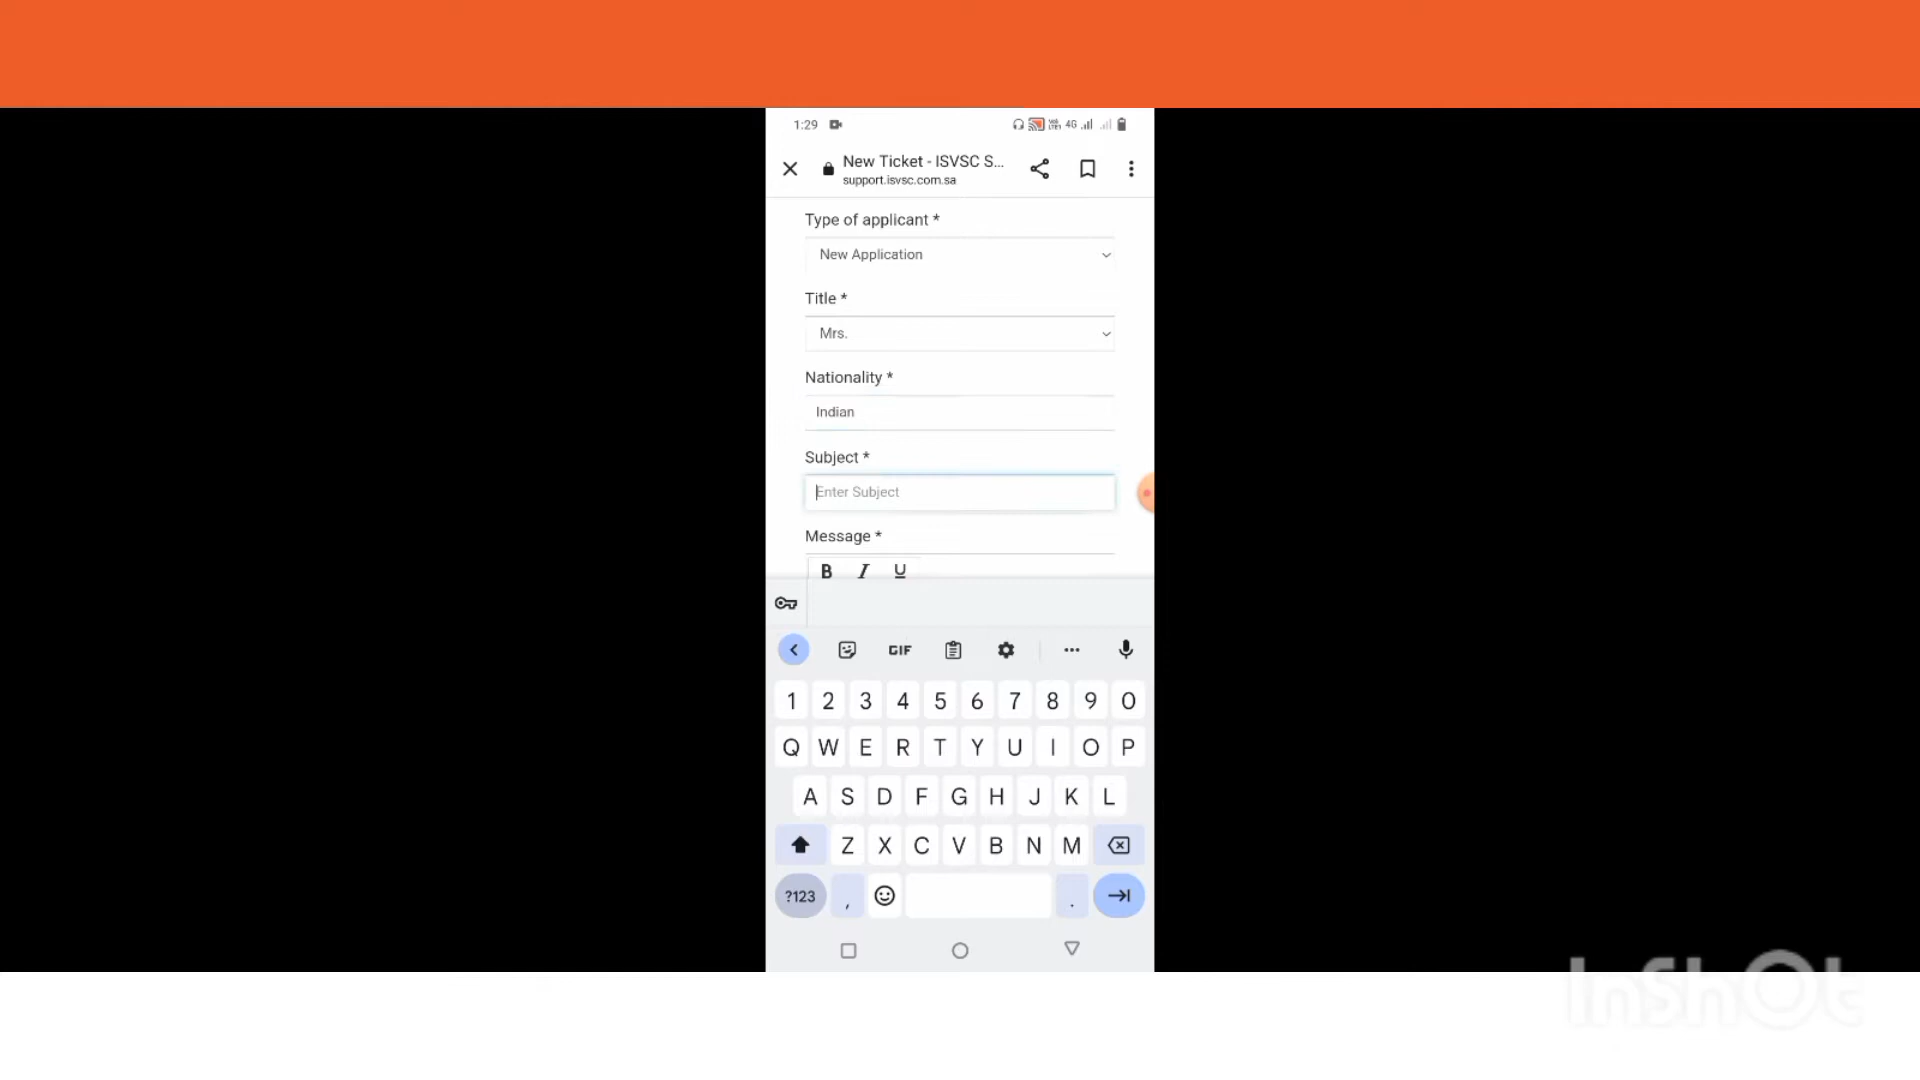 1:29
4G
New Ticket - ISVSC S...
support.isvsc.com.sa
Type of applicant *
New Application
Title *
Mrs.
Nationality *
Indian
Subject *
Enter Subject
Message *
B I U
GIF
1 2 3 4 5 6 7 8 9 0
Q W E R T Y U I O P
A S D F G H J K L
Z X C V B N M
?123 , .
InShOt